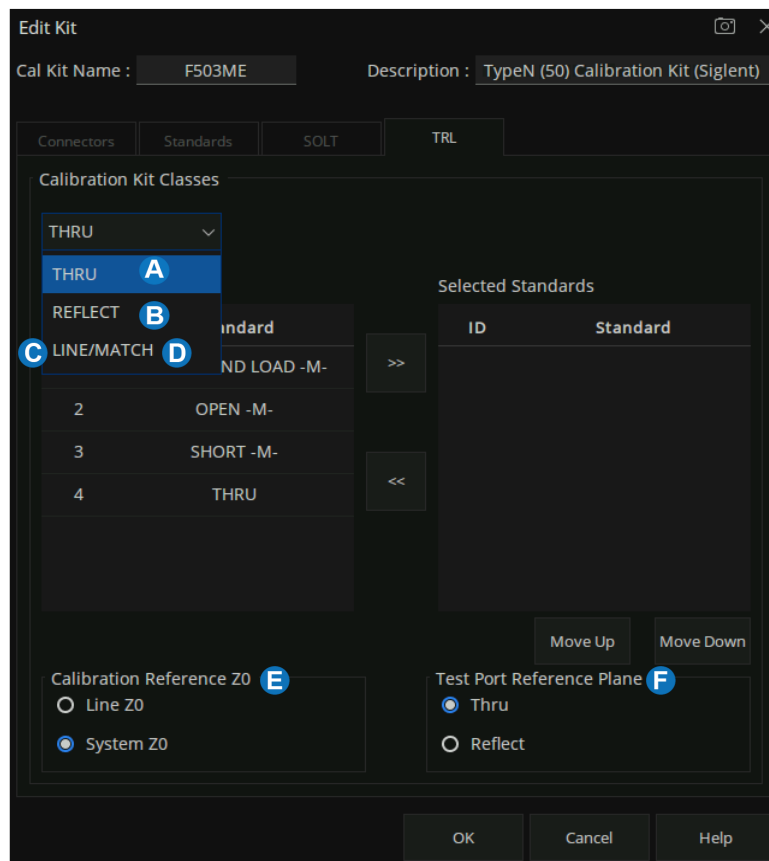 Edit Kit
Cal Kit Name : F503ME Description : TypeN (50) Calibration Kit (Siglent)
Connectors Standards SOLT TRL
Calibration Kit Classes
THRU
THRU A
REFLECT B
C LINE/MATCH D
Selected Standards
ndard ID Standard
ND LOAD -M- >>
2 OPEN -M-
3 SHORT -M-
4 THRU <<
Move Up Move Down
Calibration Reference Z0 E Test Port Reference Plane F
Line Z0 Thru
System Z0 Reflect
OK Cancel Help